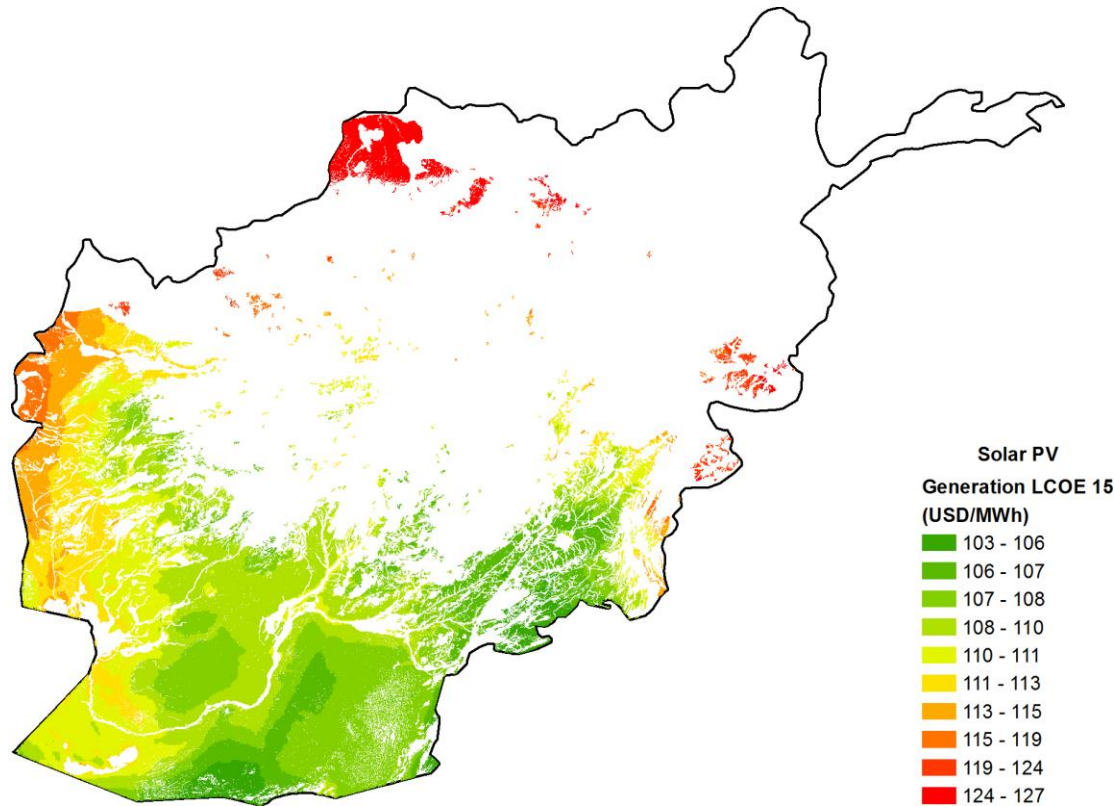 Solar PV
Generation LCOE 15
(USD/MWh)
103 - 106
106 - 107
107 - 108
108 - 110
110 - 111
111 - 113
113 - 115
115 - 119
119 - 124
124 - 127